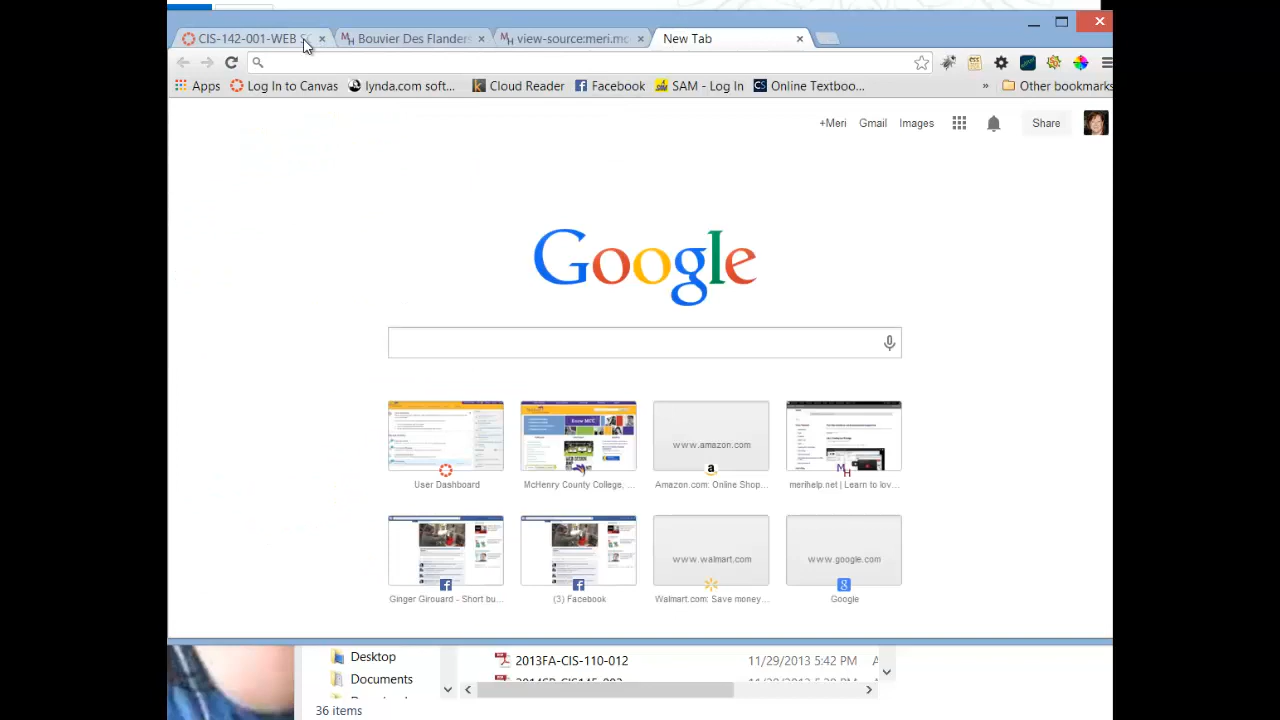 CIS-142-001-WEB
Bouvier Des Flanders
view-source:meri.mc
New Tab
Apps
Log In to Canvas
lynda.com soft...
Cloud Reader
Facebook
SAM - Log In
CS
Online Textboo...
»
Other bookmarks
+Meri
Gmail
Images
Share
Google
www.amazon.com
User Dashboard
McHenry County College, ...
Amazon.com: Online Shop...
merihelp.net | Learn to lov...
www.walmart.com
www.google.com
Ginger Girouard - Short bu...
(3) Facebook
Walmart.com: Save money...
Google
Desktop
2013FA-CIS-110-012
11/29/2013 5:42 PM
Documents
36 items